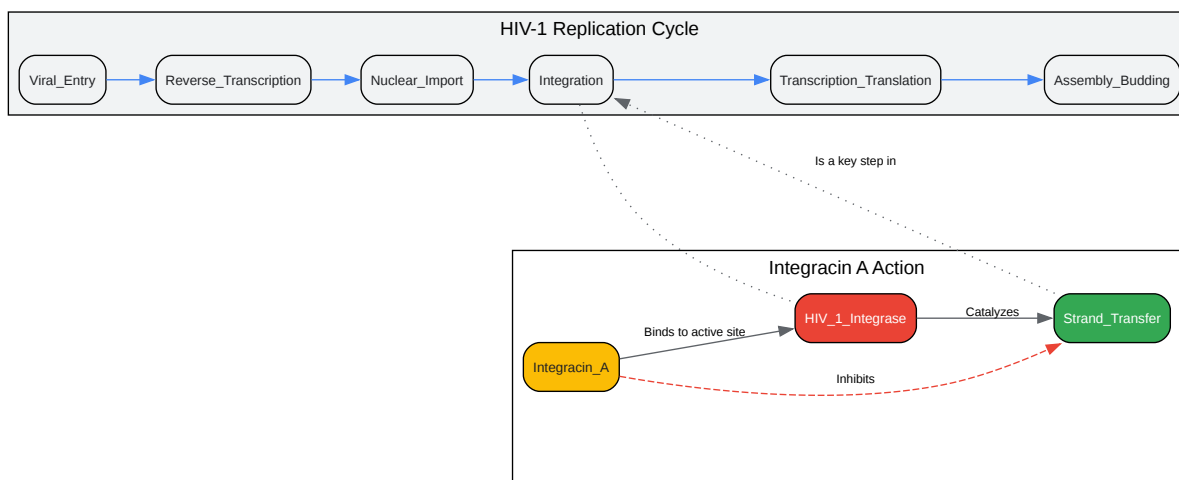 HIV-1 Replication Cycle
Viral_Entry
Reverse_Transcription
Nuclear_Import
Integration
Transcription_Translation
Assembly_Budding
Is a key step in
Integracin A Action
HIV_1_Integrase
Catalyzes
Strand_Transfer
Binds to active site
Integracin_A
Inhibits